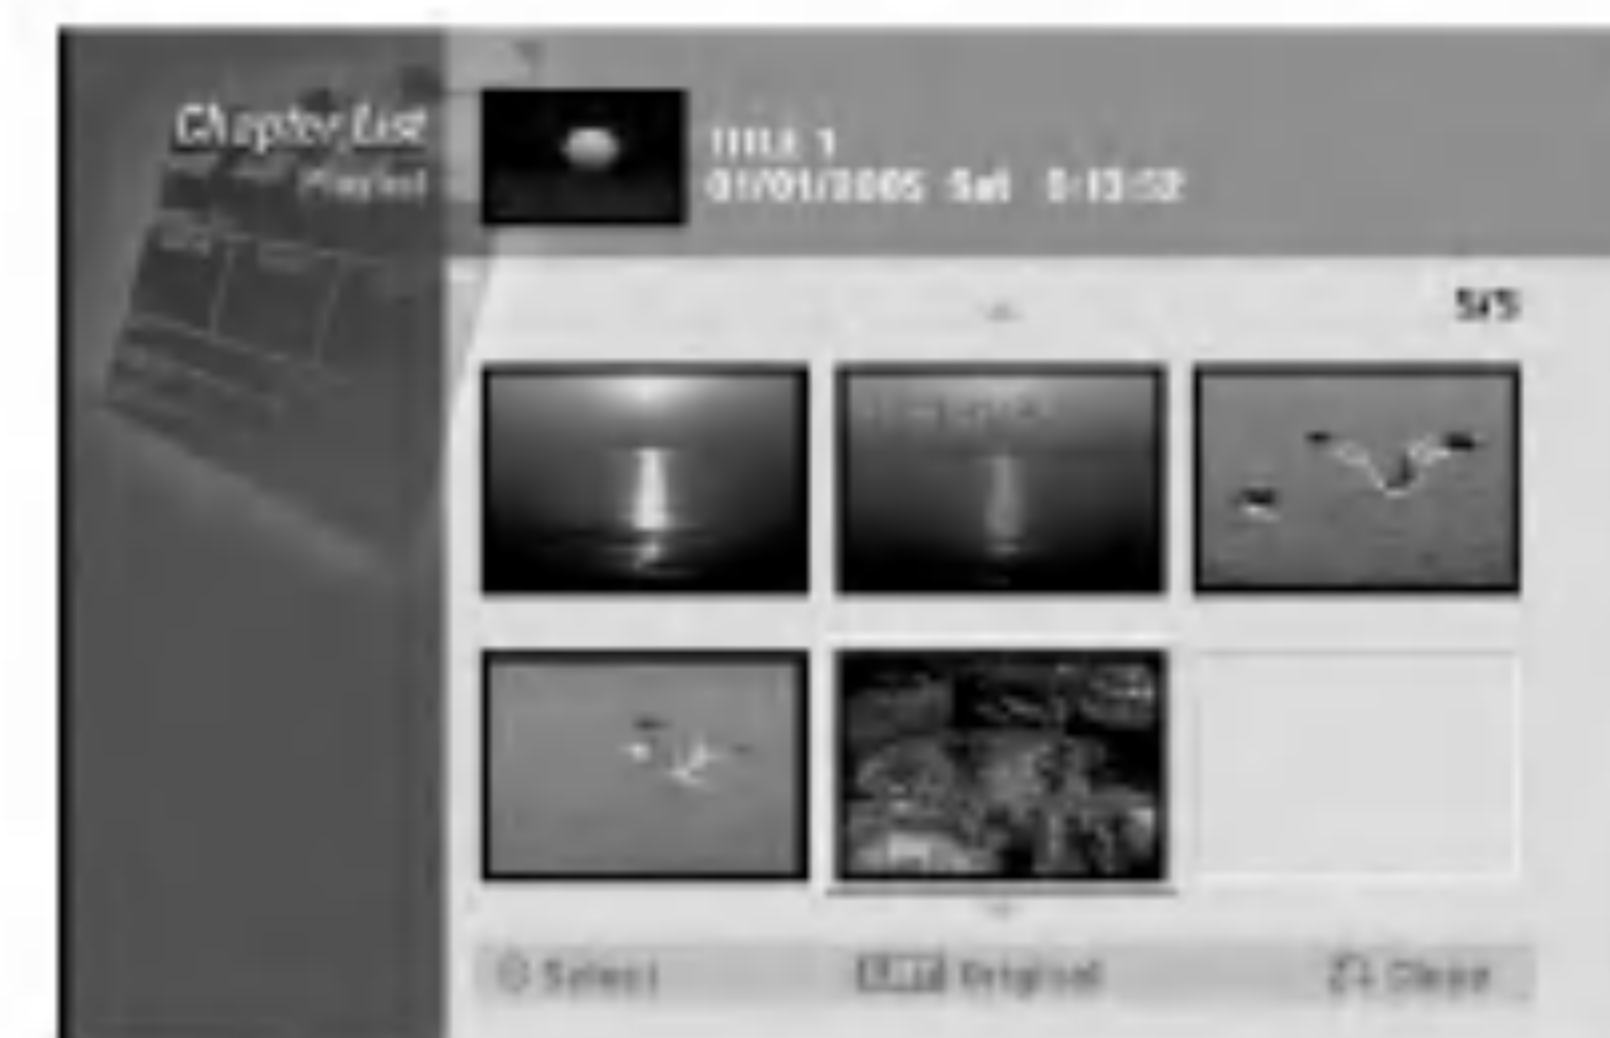 Chapter List
Playlist
TITLE 1
01/01/2005 Sat 0:13:52
5/5
Select
Original
Close